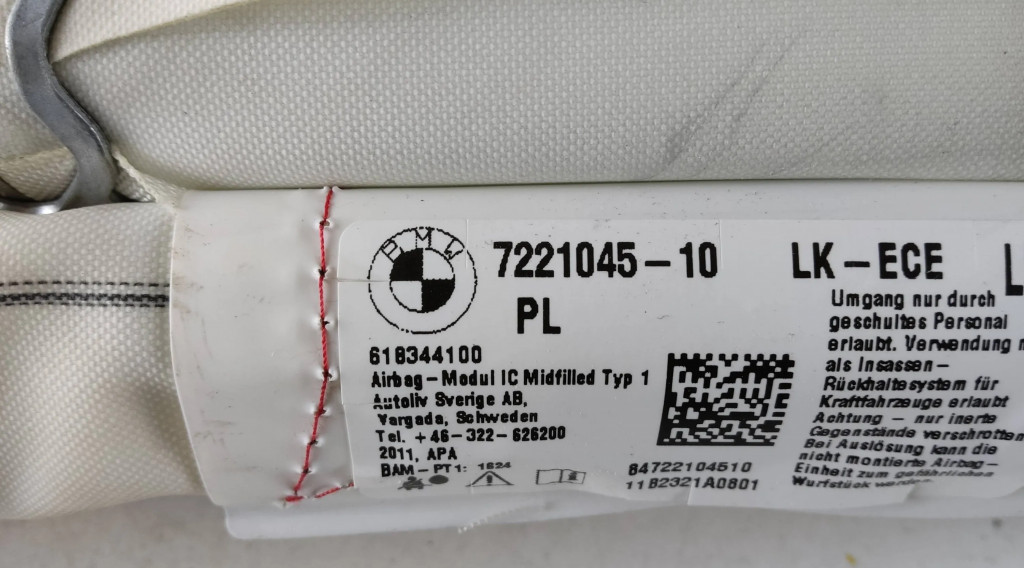 BMW
7221045-10
LK-ECE
L
PL
618344100
Airbag-Modul IC Midfilled Typ 1
Autoliv Sverige AB,
Vargada, Schweden
Tel. +46-322-626200
2011, APA
BAM-PT1: 1624
84722104510
11B2321A0801
Umgang nur durch
geschultes Personal
erlaubt. Verwendung
als Insassen-
Rückhaltesystem für
Kraftfahrzeuge erlaubt
Achtung - nur inerte
Gegenstände verschrotten
Bei Auslösung kann die
nicht montierte Airbag-
Einheit zum gefährlichen
Wurfstück werden.